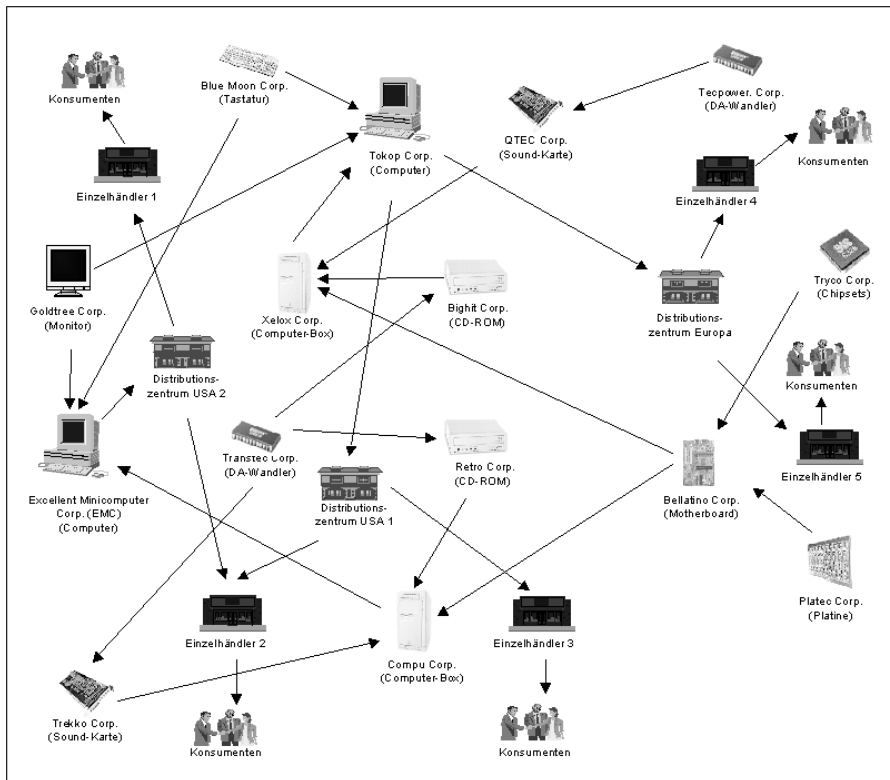 Konsumenten
Blue Moon Corp.
(Tastatur)
Tecpower. Corp.
(DA-Wandler)
QTEC Corp.
(Sound-Karte)
Tokop Corp.
(Computer)
Konsumenten
Einzelhändler 1
Einzelhändler 4
Goldtree Corp.
(Monitor)
Xelox Corp.
(Computer-Box)
Bighit Corp.
(CD-ROM)
Distributions-
zentrum Europa
Tryco Corp.
(Chipsets)
Distributions-
zentrum USA 2
Konsumenten
Transtec Corp.
(DA-Wandler)
Retro Corp.
(CD-ROM)
Einzelhändler 5
Excellent Minicomputer
Corp. (EMC)
(Computer)
Distributions-
zentrum USA 1
Bellatino Corp.
(Motherboard)
Platec Corp.
(Platine)
Einzelhändler 2
Einzelhändler 3
Compu Corp.
(Computer-Box)
Trekko Corp.
(Sound-Karte)
Konsumenten
Konsumenten